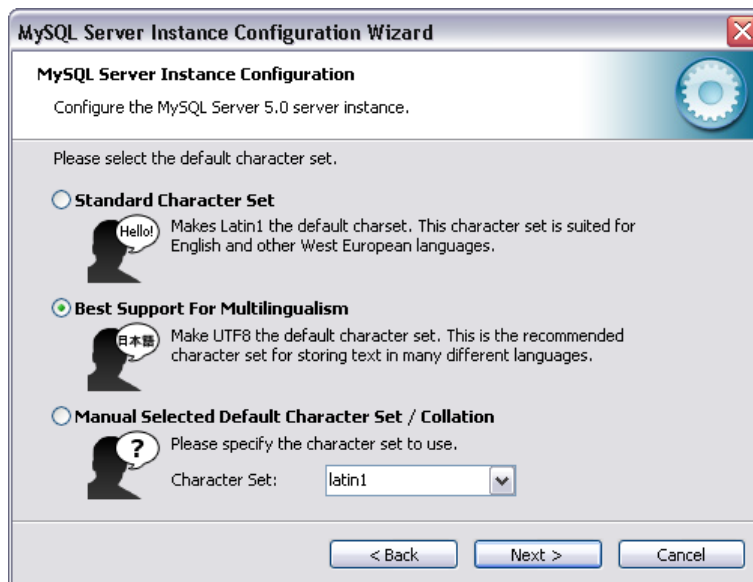 MySQL Server Instance Configuration Wizard
MySQL Server Instance Configuration
Configure the MySQL Server 5.0 server instance.
Please select the default character set.
Standard Character Set
Hello!
Makes Latin1 the default charset. This character set is suited for
English and other West European languages.
Best Support For Multilingualism
日本語
Make UTF8 the default character set. This is the recommended
character set for storing text in many different languages.
Manual Selected Default Character Set / Collation
?
Please specify the character set to use.
Character Set: latin1
< Back Next > Cancel